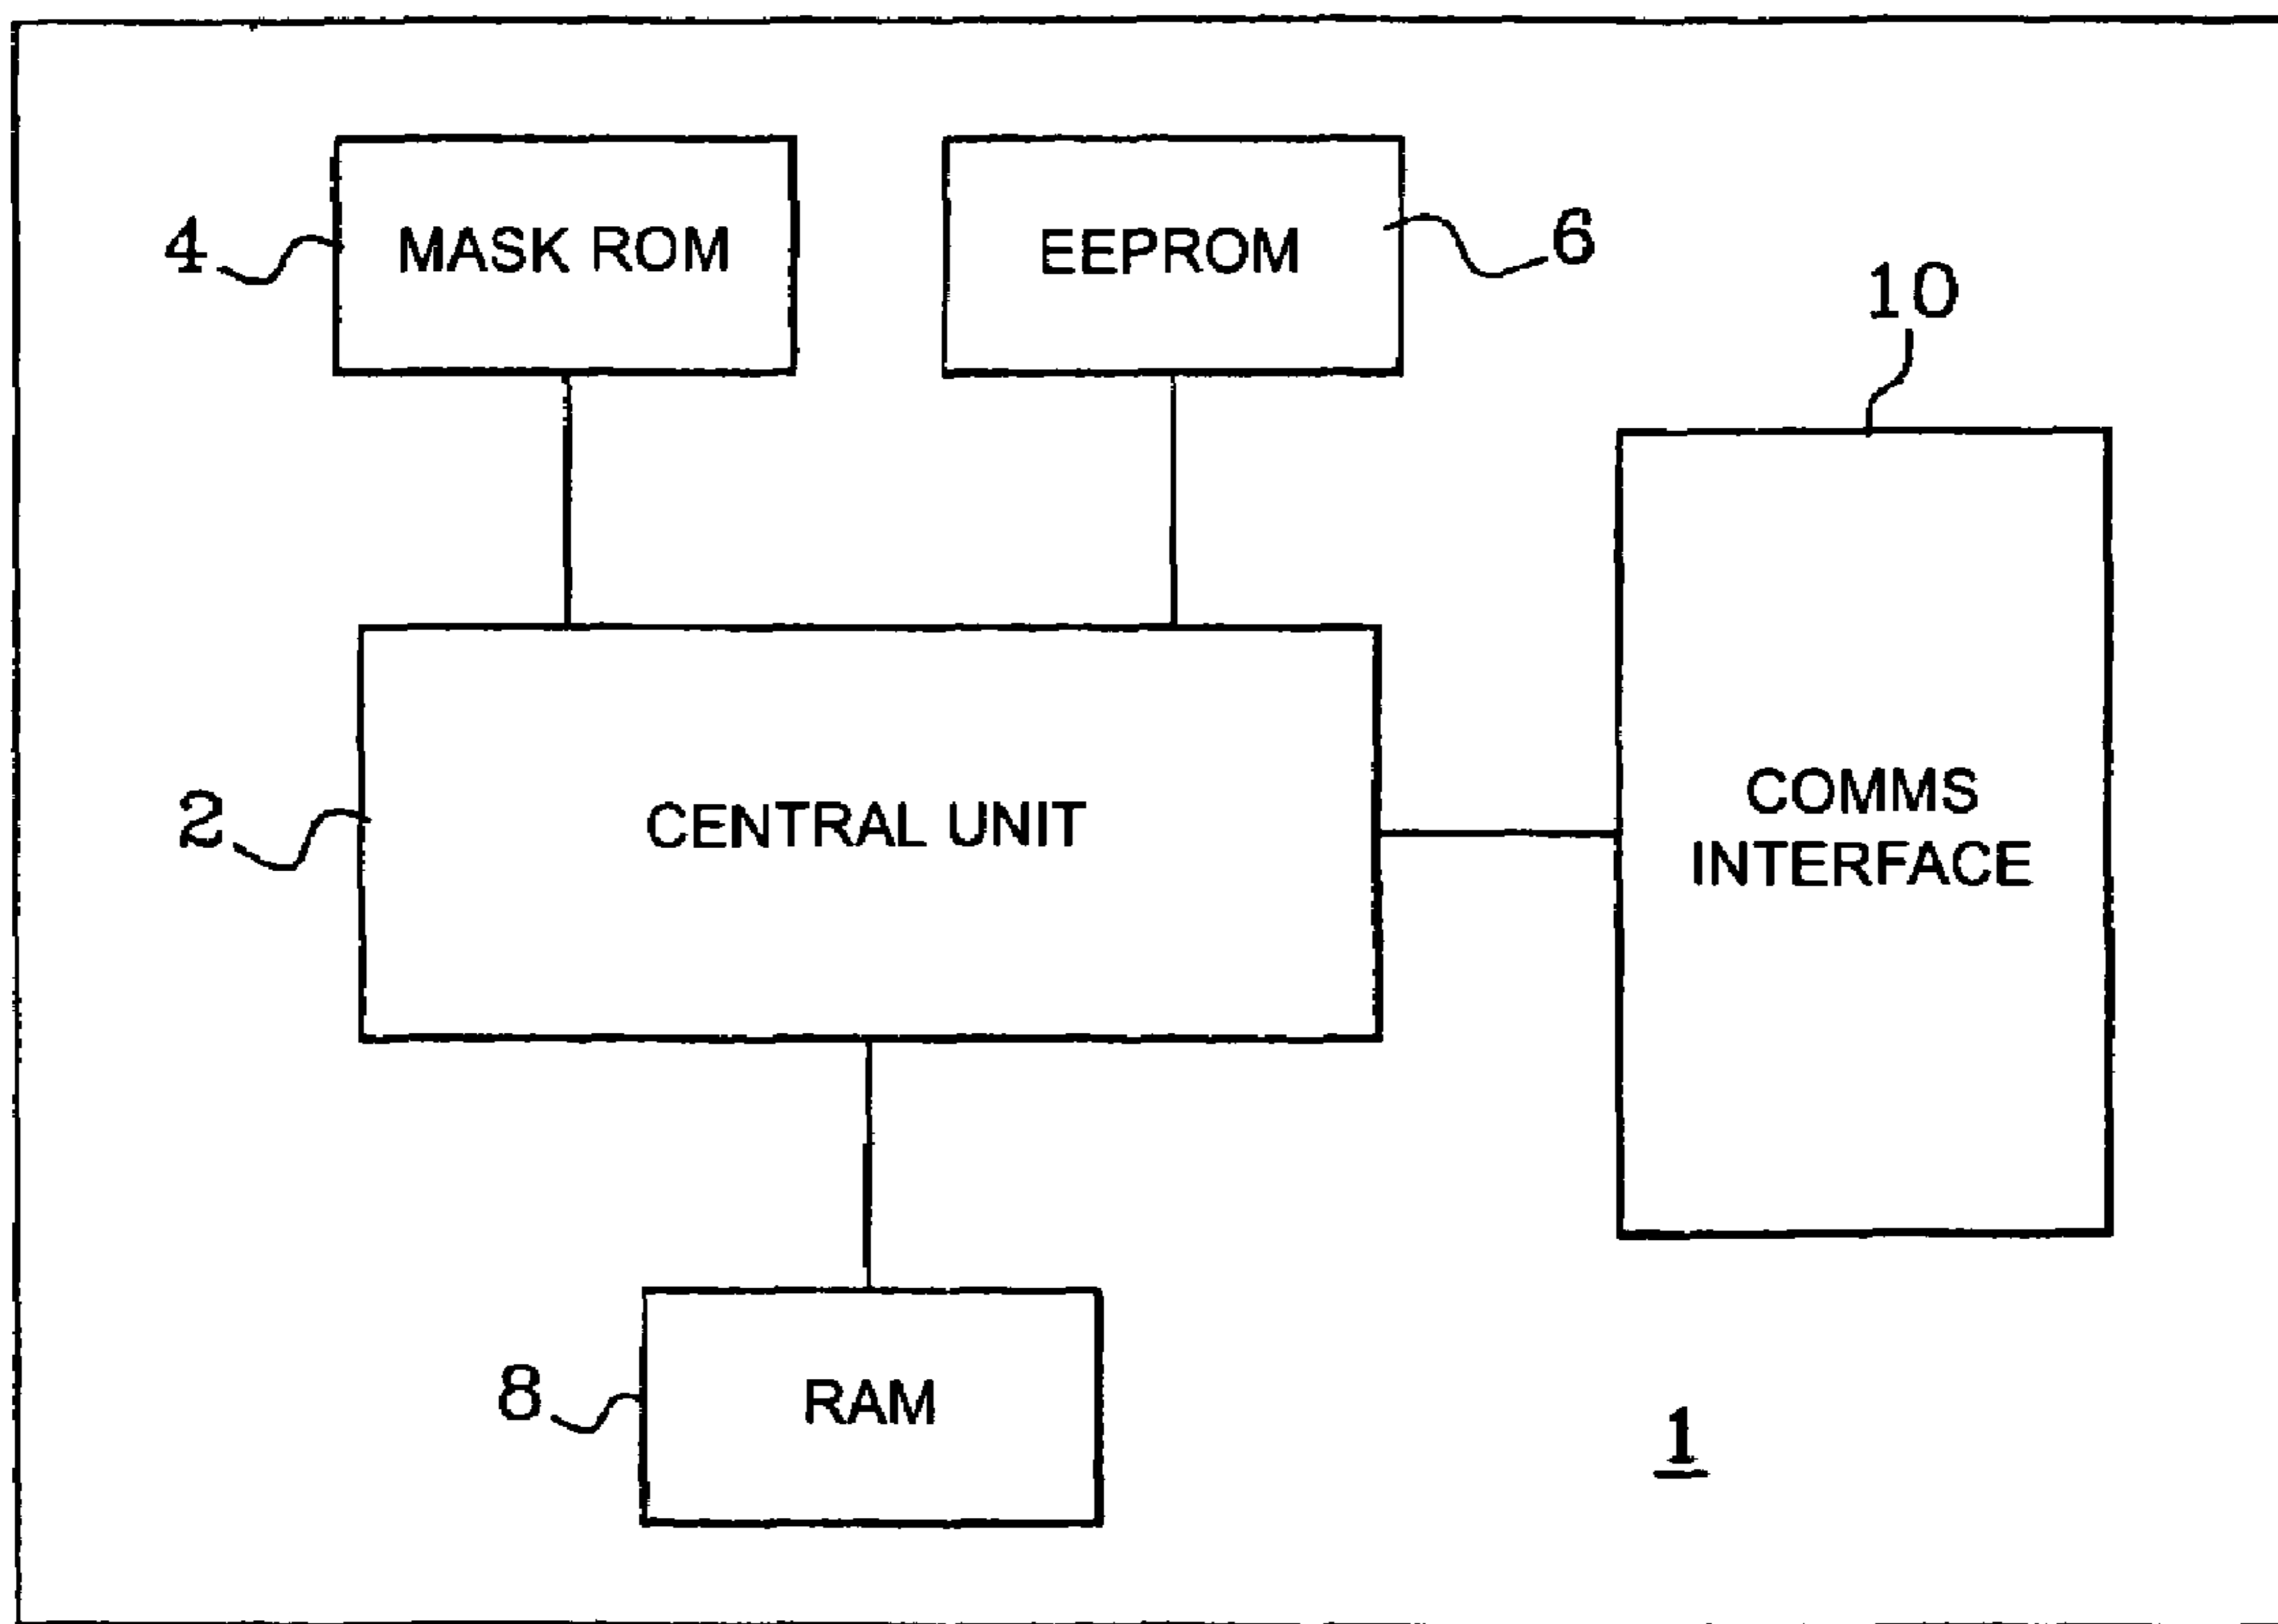 4
MASK ROM
EEPROM
6
10
2
CENTRAL UNIT
COMMS
INTERFACE
8
RAM
1